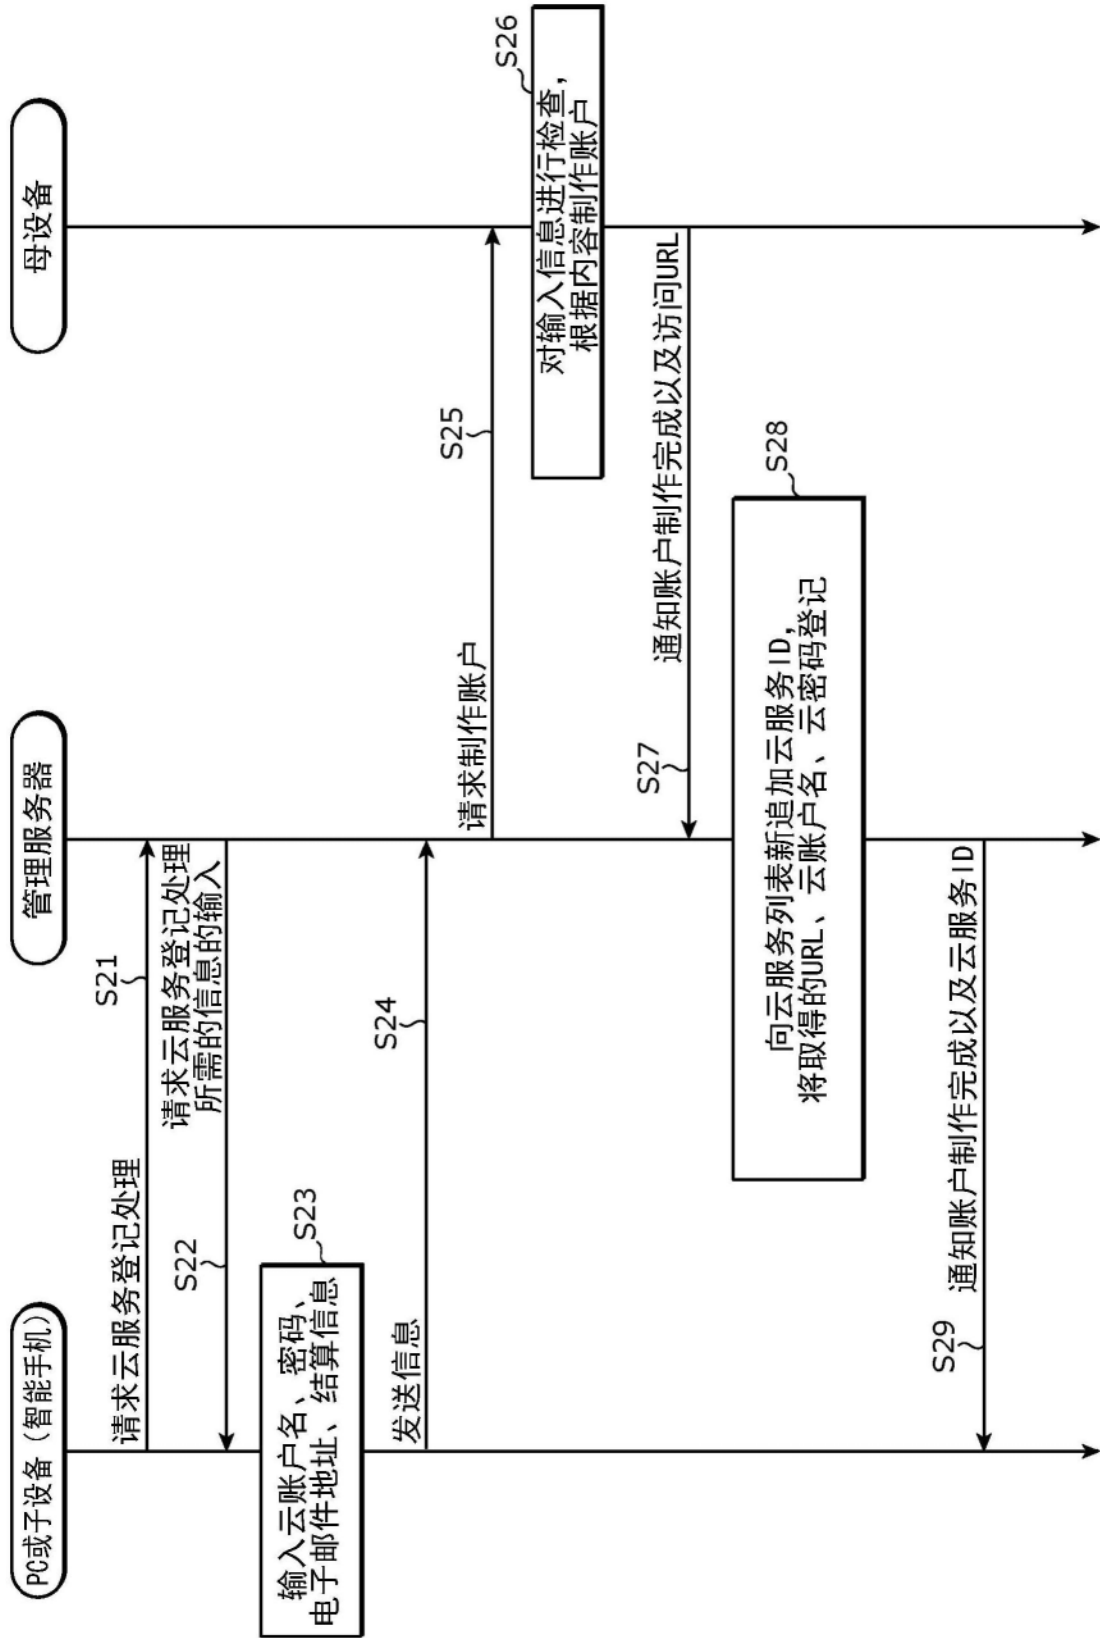 PC或子设备（智能手机）
管理服务器
母设备
请求云服务登记处理
S21
请求云服务登记处理
所需的信息的输入
S22
S23
输入云账户名、密码、
电子邮件地址、结算信息
发送信息
S24
请求制作账户
S25
S26
对输入信息进行检查，
根据内容制作账户
通知账户制作完成以及访问URL
S27
S28
向云服务列表新追加云服务ID，
将取得的URL、云账户名、云密码登记
通知账户制作完成以及云服务ID
S29